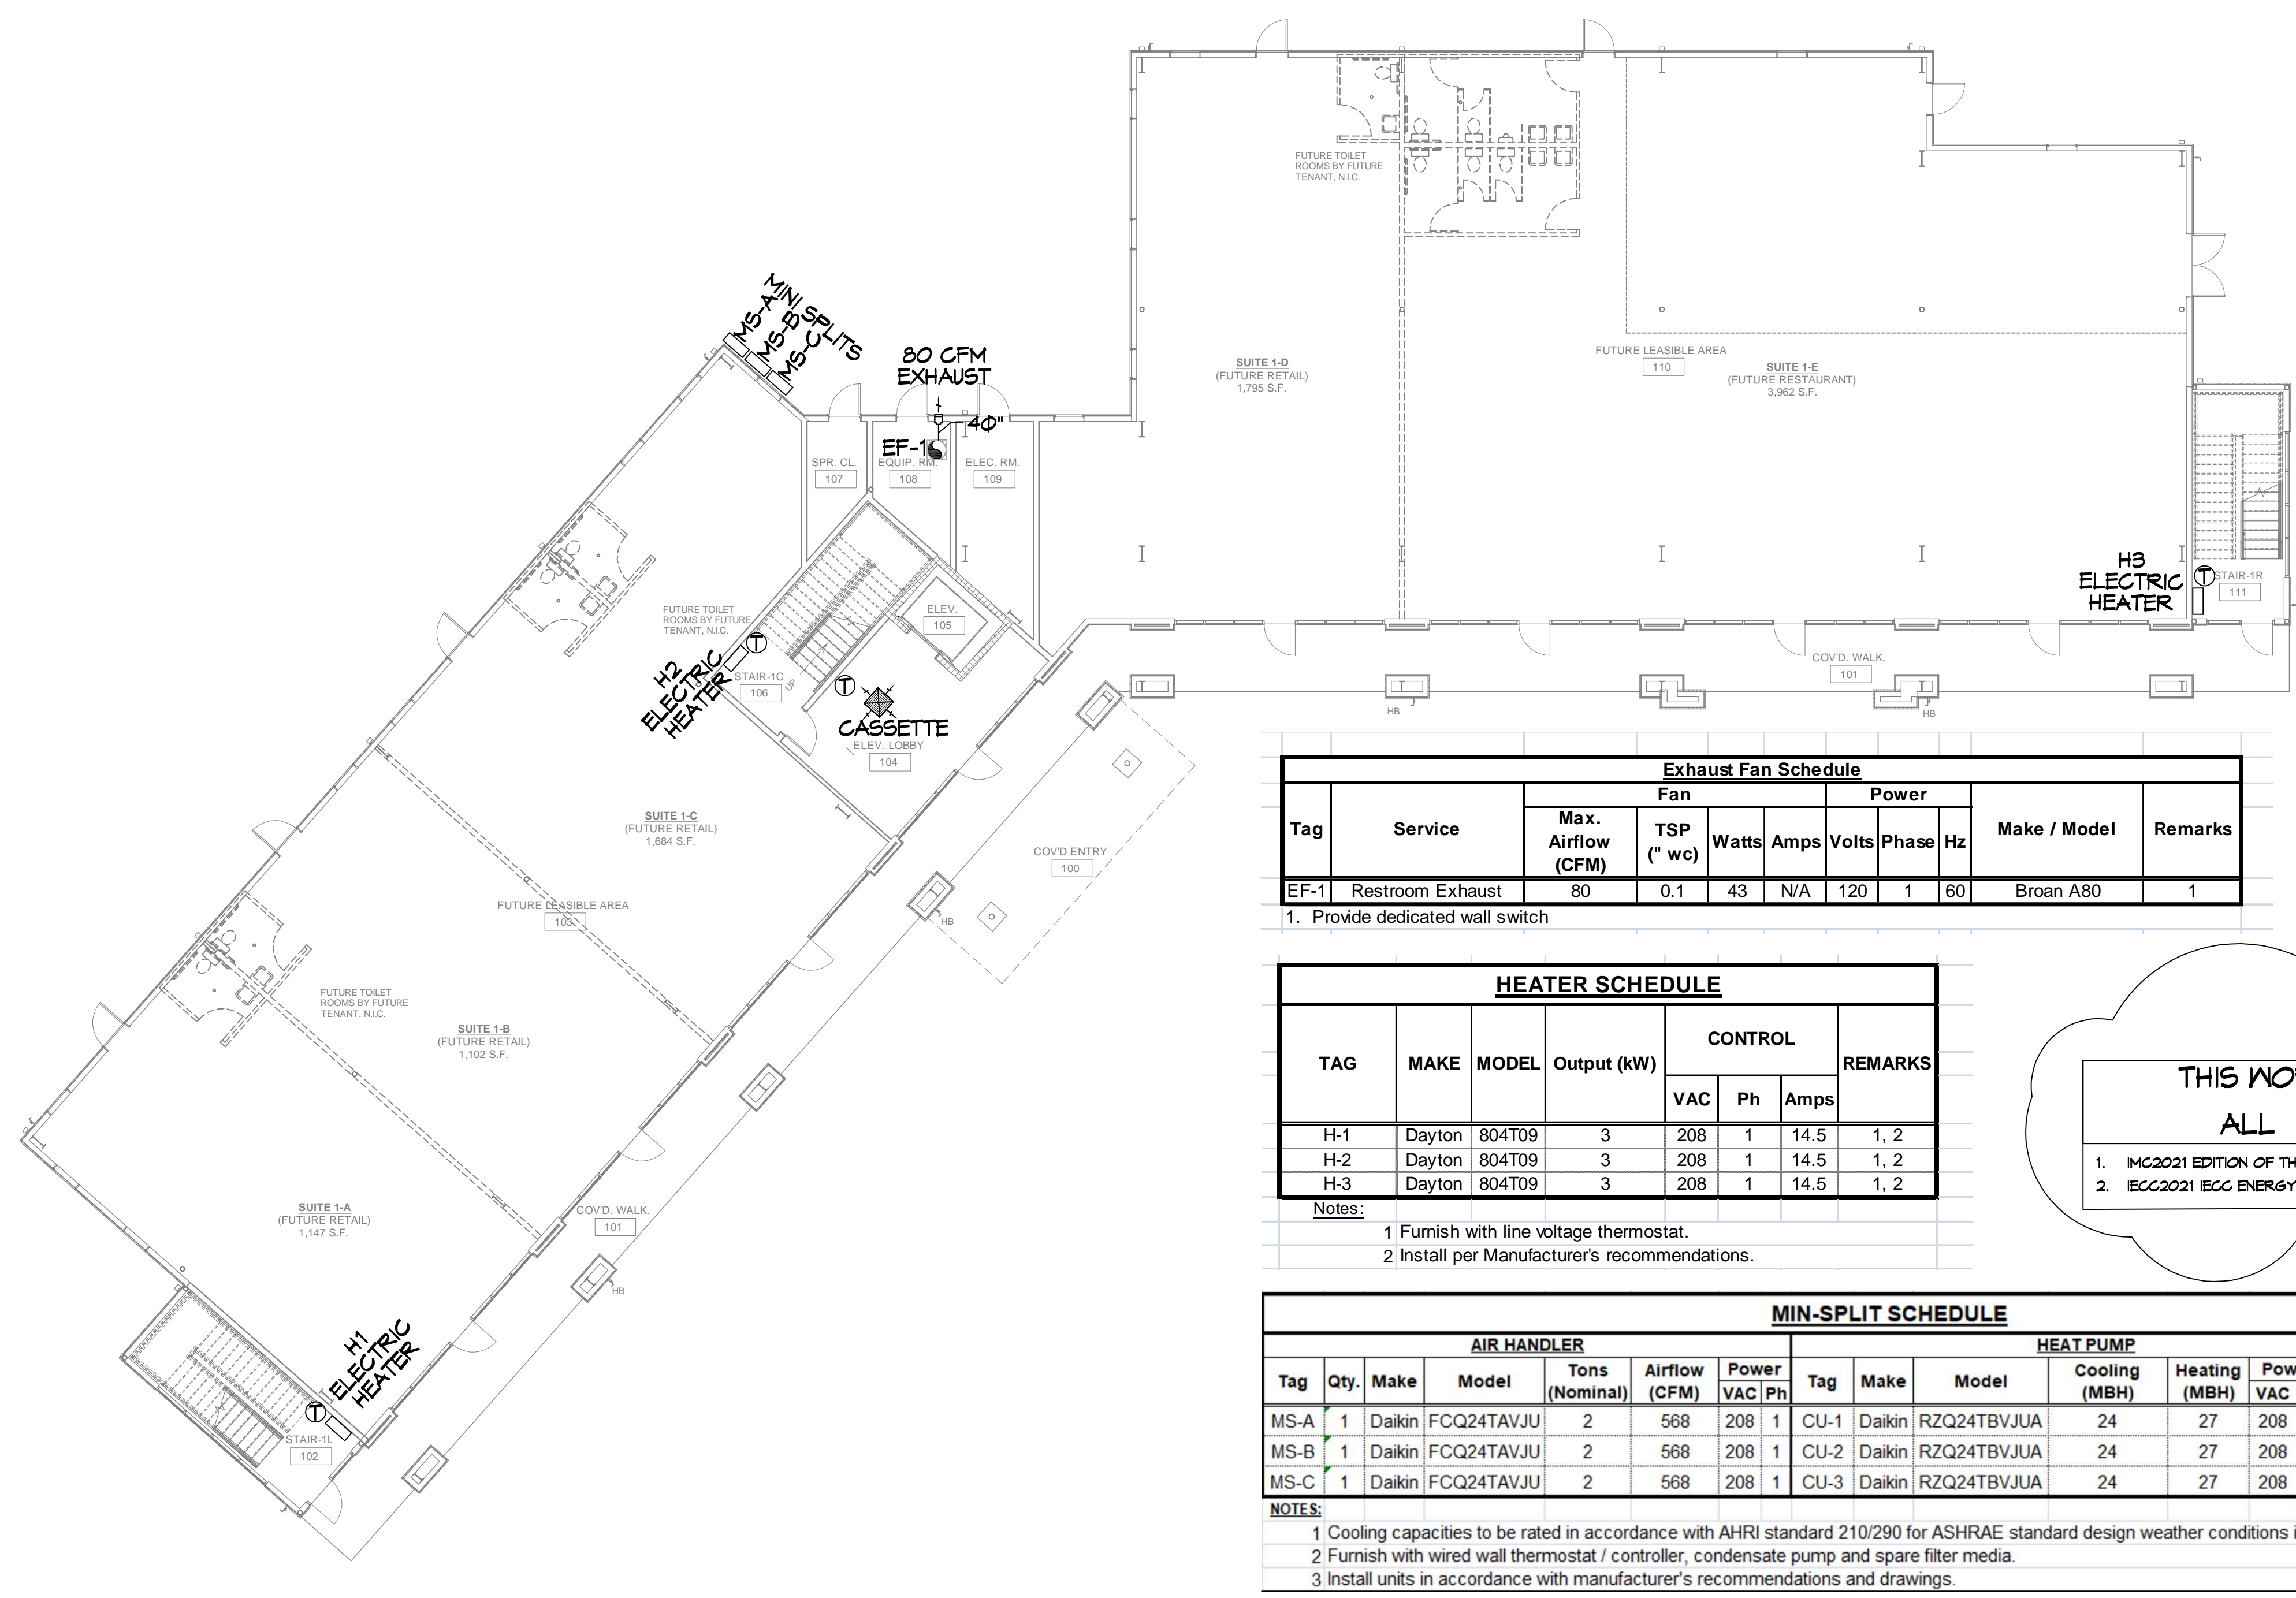 FUTURE TOILET
ROOMS BY FUTURE
TENANT, N.I.C.
SUITE 1-D
(FUTURE RETAIL)
1,795 S.F.
FUTURE LEASIBLE AREA
110
SUITE 1-E
(FUTURE RESTAURANT)
3,962 S.F.
MINI SPLITS
MS-A
MS-B
MS-C
80 CFM
EXHAUST
4Ø"
EF-1
SPR. CL.
107
EQUIP. RM.
108
ELEC. RM.
109
H3
ELECTRIC
HEATER
T
STAIR-1R
111
FUTURE TOILET
ROOMS BY FUTURE
TENANT, N.I.C.
ELEV.
105
T
H2
ELECTRIC
HEATER
STAIR-1C
106
UP
T
CASSETTE
ELEV. LOBBY
104
COV'D. WALK.
101
HB
HB
SUITE 1-C
(FUTURE RETAIL)
1,684 S.F.
COV'D ENTRY
100
HB
FUTURE LEASIBLE AREA
103
FUTURE TOILET
ROOMS BY FUTURE
TENANT, N.I.C.
SUITE 1-B
(FUTURE RETAIL)
1,102 S.F.
SUITE 1-A
(FUTURE RETAIL)
1,147 S.F.
COV'D. WALK.
101
HB
H1
ELECTRIC
HEATER
T
STAIR-1L
102
Exhaust Fan Schedule
Tag Service Fan Power Make / Model Remarks
Max. Airflow (CFM) TSP (" wc) Watts Amps Volts Phase Hz
EF-1 Restroom Exhaust 80 0.1 43 N/A 120 1 60 Broan A80 1
1. Provide dedicated wall switch
HEATER SCHEDULE
TAG MAKE MODEL Output (kW) CONTROL REMARKS
VAC Ph Amps
H-1 Dayton 804T09 3 208 1 14.5 1, 2
H-2 Dayton 804T09 3 208 1 14.5 1, 2
H-3 Dayton 804T09 3 208 1 14.5 1, 2
Notes:
1 Furnish with line voltage thermostat.
2 Install per Manufacturer's recommendations.
THIS WO
ALL
1. IMC2021 EDITION OF TH
2. IECC2021 IECC ENERGY
MIN-SPLIT SCHEDULE
AIR HANDLER HEAT PUMP
Tag Qty. Make Model Tons (Nominal) Airflow (CFM) Power Tag Make Model Cooling (MBH) Heating (MBH) Pow
VAC Ph VAC
MS-A 1 Daikin FCQ24TAVJU 2 568 208 1 CU-1 Daikin RZQ24TBVJUA 24 27 208
MS-B 1 Daikin FCQ24TAVJU 2 568 208 1 CU-2 Daikin RZQ24TBVJUA 24 27 208
MS-C 1 Daikin FCQ24TAVJU 2 568 208 1 CU-3 Daikin RZQ24TBVJUA 24 27 208
NOTES:
1 Cooling capacities to be rated in accordance with AHRI standard 210/290 for ASHRAE standard design weather conditions i
2 Furnish with wired wall thermostat / controller, condensate pump and spare filter media.
3 Install units in accordance with manufacturer's recommendations and drawings.